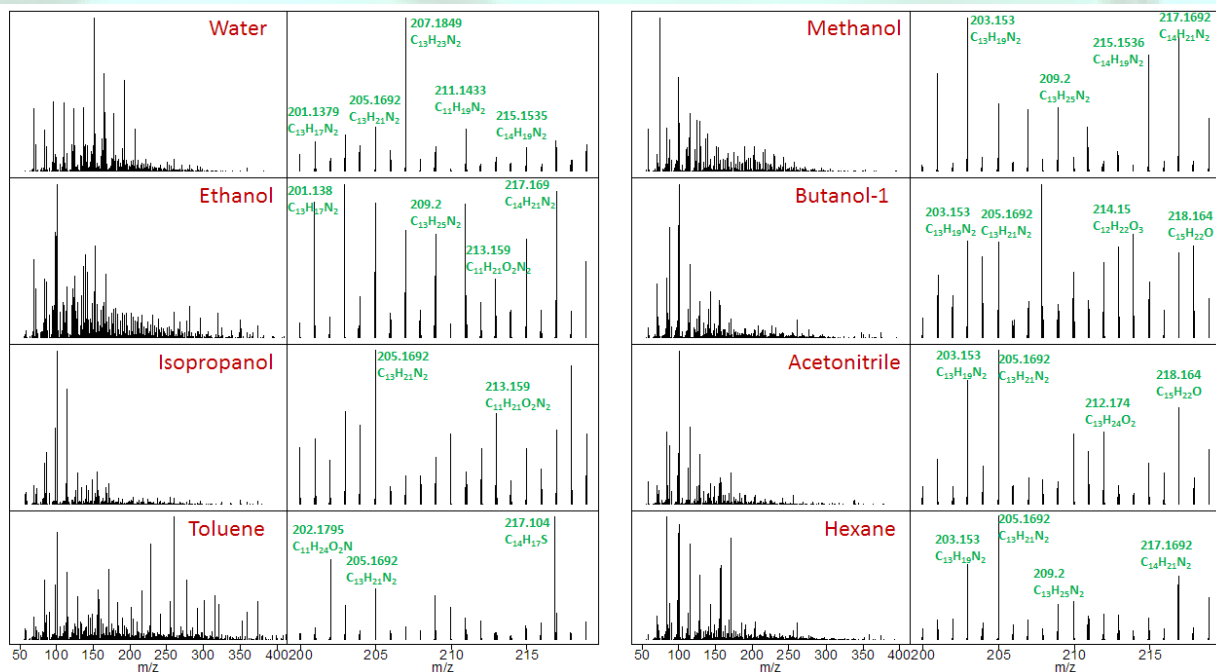 Water
207.1849
C13H23N2
201.1379
C13H17N2
205.1692
C13H21N2
211.1433
C11H19N2
215.1535
C14H19N2
Methanol
203.153
C13H19N2
209.2
C13H25N2
215.1536
C14H19N2
217.1692
C14H21N2
Ethanol
201.138
C13H17N2
209.2
C13H25N2
213.159
C11H21O2N2
217.169
C14H21N2
Butanol-1
203.153
C13H19N2
205.1692
C13H21N2
214.15
C12H22O3
218.164
C15H22O
Isopropanol
205.1692
C13H21N2
213.159
C11H21O2N2
Acetonitrile
203.153
C13H19N2
205.1692
C13H21N2
212.174
C13H24O2
218.164
C15H22O
Toluene
202.1795
C11H24O2N
205.1692
C13H21N2
217.104
C14H17S
Hexane
203.153
C13H19N2
205.1692
C13H21N2
209.2
C13H25N2
217.1692
C14H21N2
50 100 150 200 250 300 350 400 200 205 210 215
m/z m/z
50 100 150 200 250 300 350 400 200 205 210 215
m/z m/z